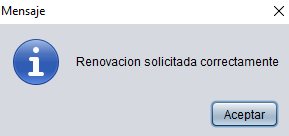 Mensaje
Renovacion solicitada correctamente
Aceptar